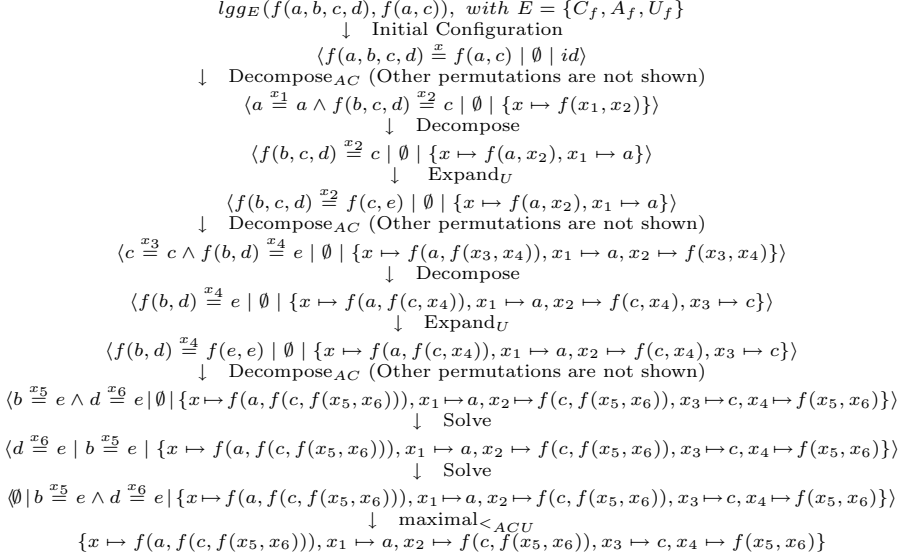 lgg_E(f(a, b, c, d), f(a, c)), with E = {C_f, A_f, U_f}
↓ Initial Configuration
⟨f(a, b, c, d) x= f(a, c) | ∅ | id⟩
↓ Decompose_AC (Other permutations are not shown)
⟨a x_1= a ∧ f(b, c, d) x_2= c | ∅ | {x ↦ f(x_1, x_2)}⟩
↓ Decompose
⟨f(b, c, d) x_2= c | ∅ | {x ↦ f(a, x_2), x_1 ↦ a}⟩
↓ Expand_U
⟨f(b, c, d) x_2= f(c, e) | ∅ | {x ↦ f(a, x_2), x_1 ↦ a}⟩
↓ Decompose_AC (Other permutations are not shown)
⟨c x_3= c ∧ f(b, d) x_4= e | ∅ | {x ↦ f(a, f(x_3, x_4)), x_1 ↦ a, x_2 ↦ f(x_3, x_4)}⟩
↓ Decompose
⟨f(b, d) x_4= e | ∅ | {x ↦ f(a, f(c, x_4)), x_1 ↦ a, x_2 ↦ f(c, x_4), x_3 ↦ c}⟩
↓ Expand_U
⟨f(b, d) x_4= f(e, e) | ∅ | {x ↦ f(a, f(c, x_4)), x_1 ↦ a, x_2 ↦ f(c, x_4), x_3 ↦ c}⟩
↓ Decompose_AC (Other permutations are not shown)
⟨b x_5= e ∧ d x_6= e | ∅ | {x ↦ f(a, f(c, f(x_5, x_6))), x_1 ↦ a, x_2 ↦ f(c, f(x_5, x_6)), x_3 ↦ c, x_4 ↦ f(x_5, x_6)}⟩
↓ Solve
⟨d x_6= e | b x_5= e | {x ↦ f(a, f(c, f(x_5, x_6))), x_1 ↦ a, x_2 ↦ f(c, f(x_5, x_6)), x_3 ↦ c, x_4 ↦ f(x_5, x_6)}⟩
↓ Solve
⟨∅ | b x_5= e ∧ d x_6= e | {x ↦ f(a, f(c, f(x_5, x_6))), x_1 ↦ a, x_2 ↦ f(c, f(x_5, x_6)), x_3 ↦ c, x_4 ↦ f(x_5, x_6)}⟩
↓ maximal_<_ACU
{x ↦ f(a, f(c, f(x_5, x_6))), x_1 ↦ a, x_2 ↦ f(c, f(x_5, x_6)), x_3 ↦ c, x_4 ↦ f(x_5, x_6)}